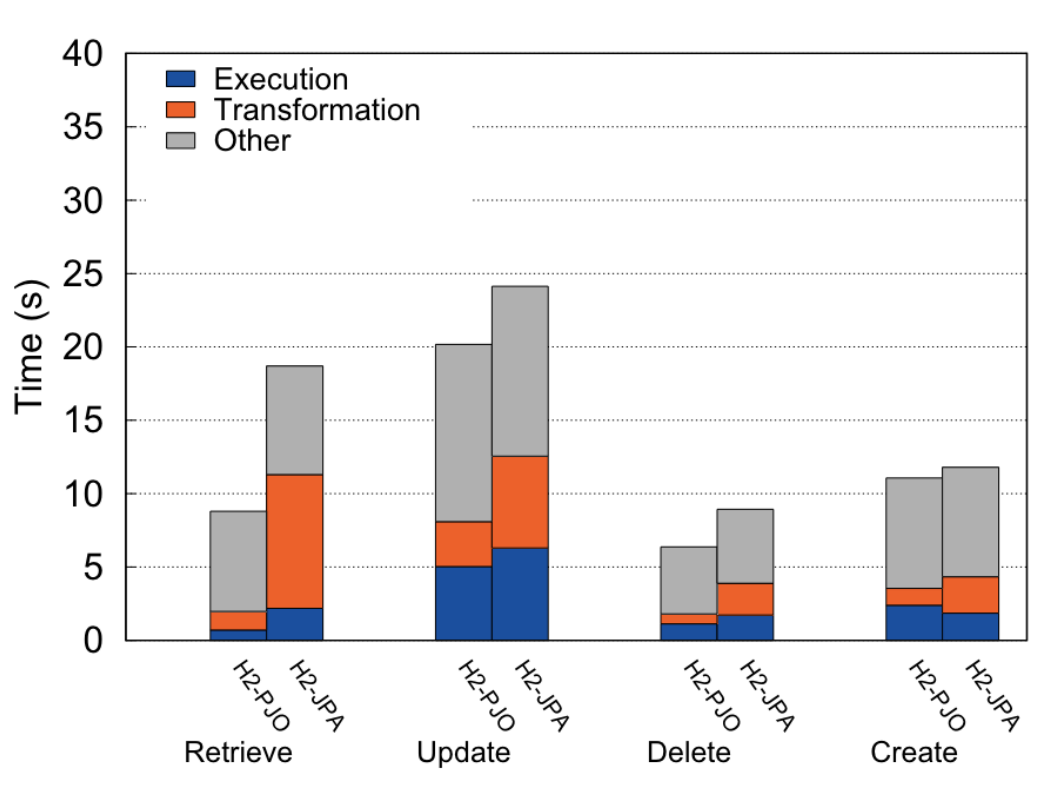 40
35
30
25
20
15
10
5
0
Time (s)
Execution
Transformation
Other
H2-PJO
H2-JPA
H2-PJO
H2-JPA
H2-PJO
H2-JPA
H2-PJO
H2-JPA
Retrieve
Update
Delete
Create